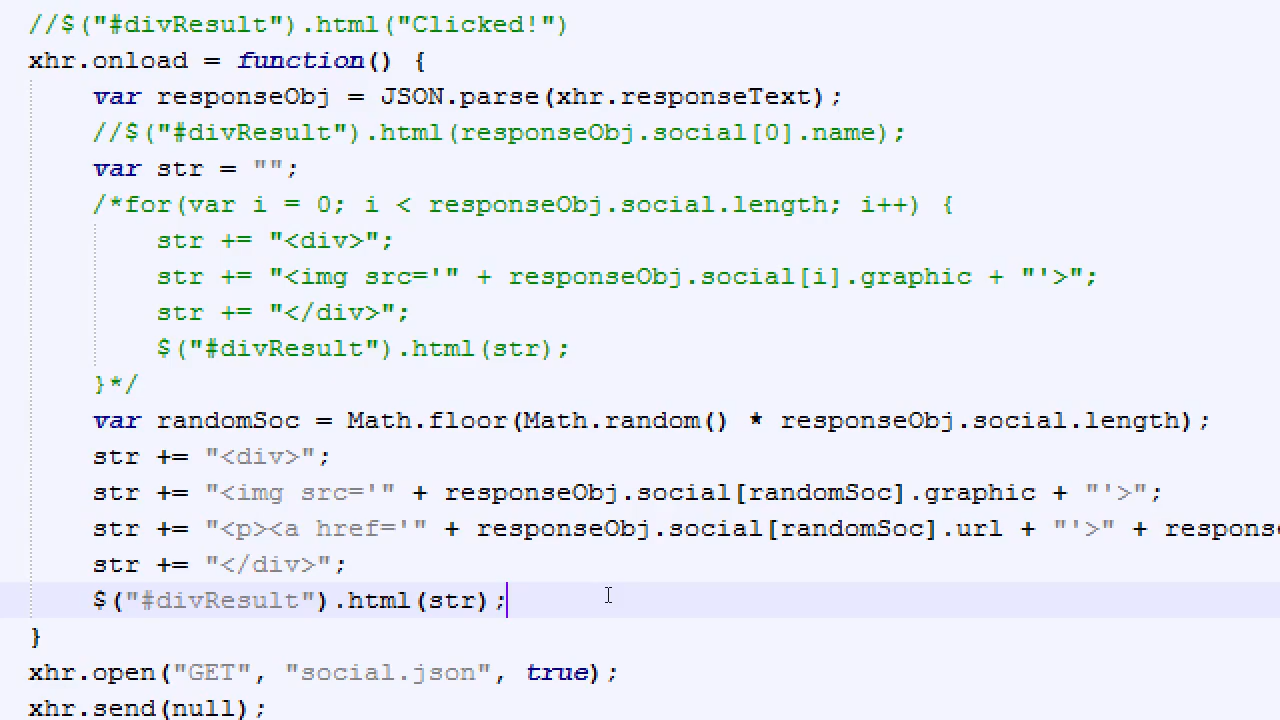 //$("#divResult").html("Clicked!")
xhr.onload = function() {
var responseObj = JSON.parse(xhr.responseText);
//$("#divResult").html(responseObj.social[0].name);
var str = "";
/*for(var i = 0; i < responseObj.social.length; i++) {
str += "<div>";
str += "<img src='" + responseObj.social[i].graphic + "'>";
str += "</div>";
$("#divResult").html(str);
}*/
var randomSoc = Math.floor(Math.random() * responseObj.social.length);
str += "<div>";
str += "<img src='" + responseObj.social[randomSoc].graphic + "'>";
str += "<p><a href='" + responseObj.social[randomSoc].url + "'>" + respons
str += "</div>";
$("#divResult").html(str);
}
xhr.open("GET", "social.json", true);
xhr.send(null);